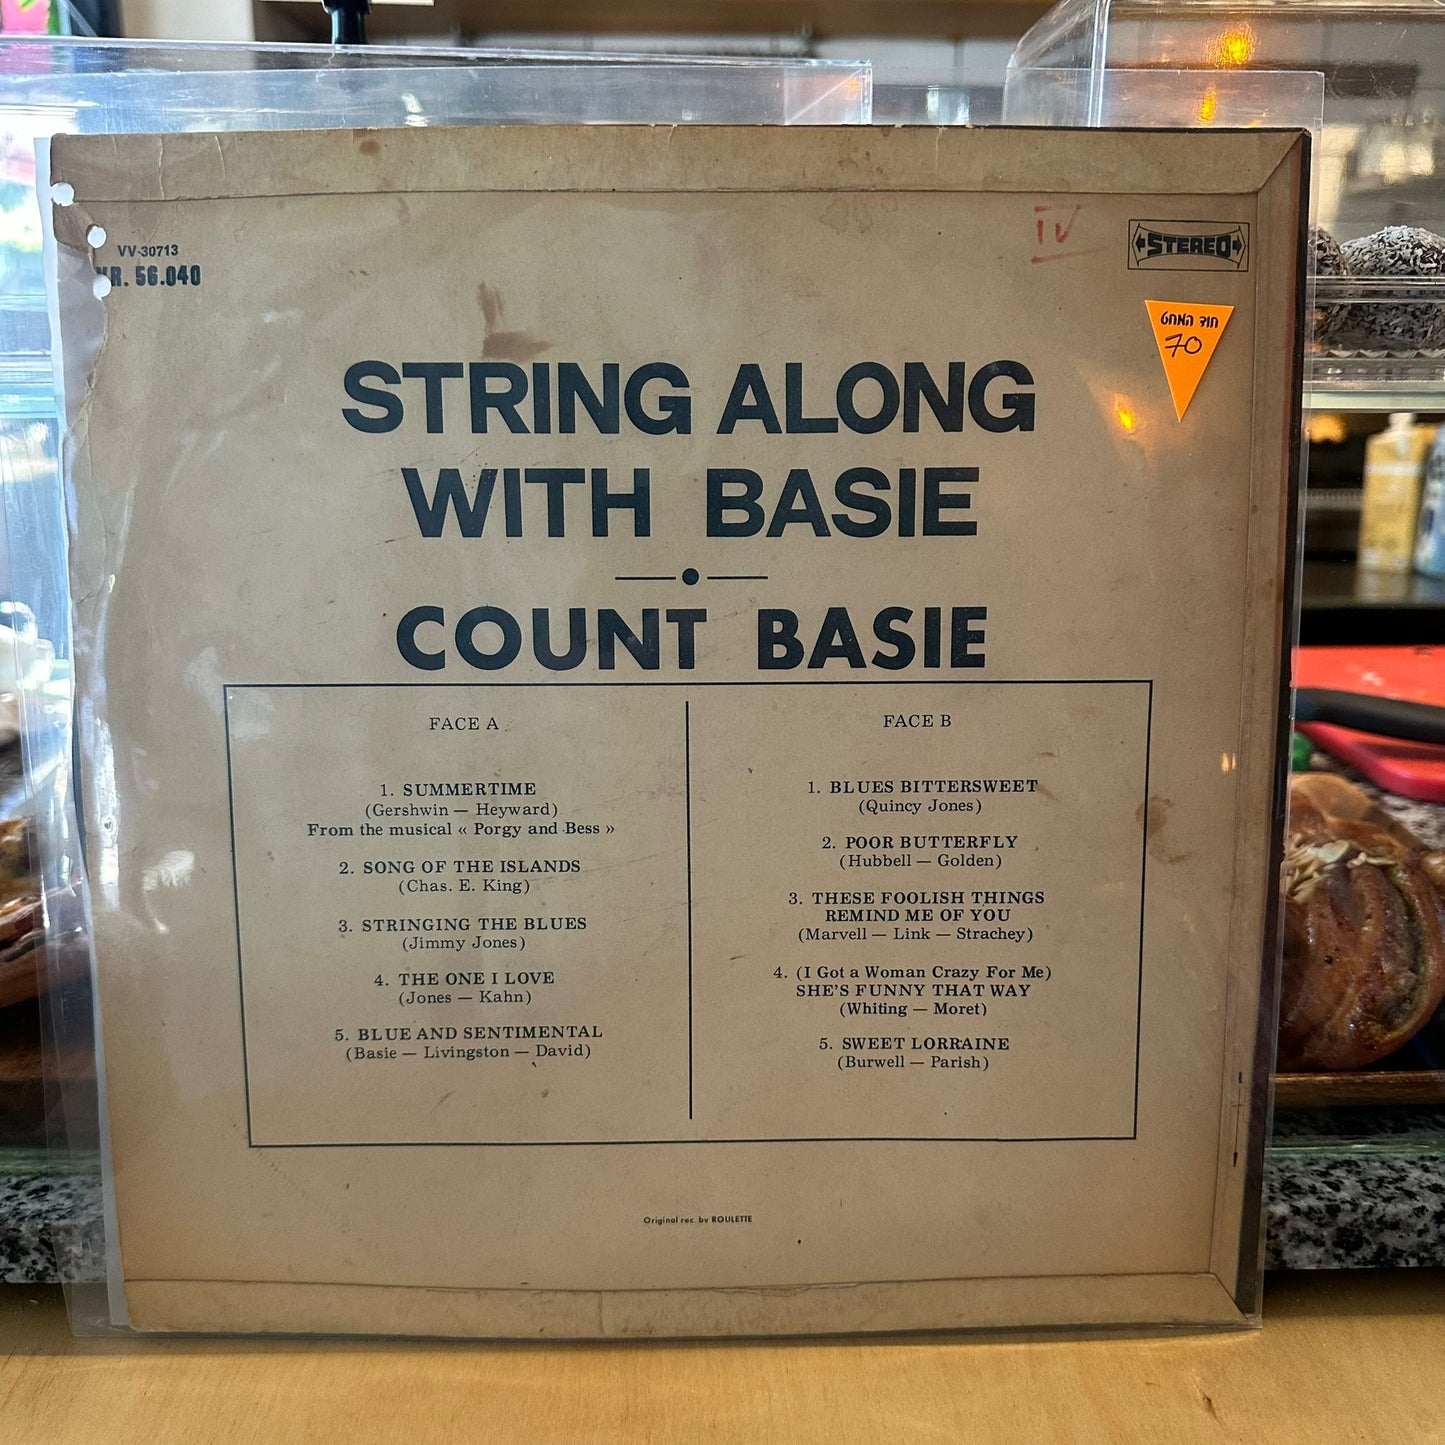 VV-30713
NR. 56.040
IV
STEREO
חוד המחט
70
STRING ALONG
WITH BASIE
COUNT BASIE
FACE A
1. SUMMERTIME
(Gershwin — Heyward)
From the musical « Porgy and Bess »
2. SONG OF THE ISLANDS
(Chas. E. King)
3. STRINGING THE BLUES
(Jimmy Jones)
4. THE ONE I LOVE
(Jones — Kahn)
5. BLUE AND SENTIMENTAL
(Basie — Livingston — David)
FACE B
1. BLUES BITTERSWEET
(Quincy Jones)
2. POOR BUTTERFLY
(Hubbell — Golden)
3. THESE FOOLISH THINGS
REMIND ME OF YOU
(Marvell — Link — Strachey)
4. (I Got a Woman Crazy For Me)
SHE'S FUNNY THAT WAY
(Whiting — Moret)
5. SWEET LORRAINE
(Burwell — Parish)
Original rec. by ROULETTE